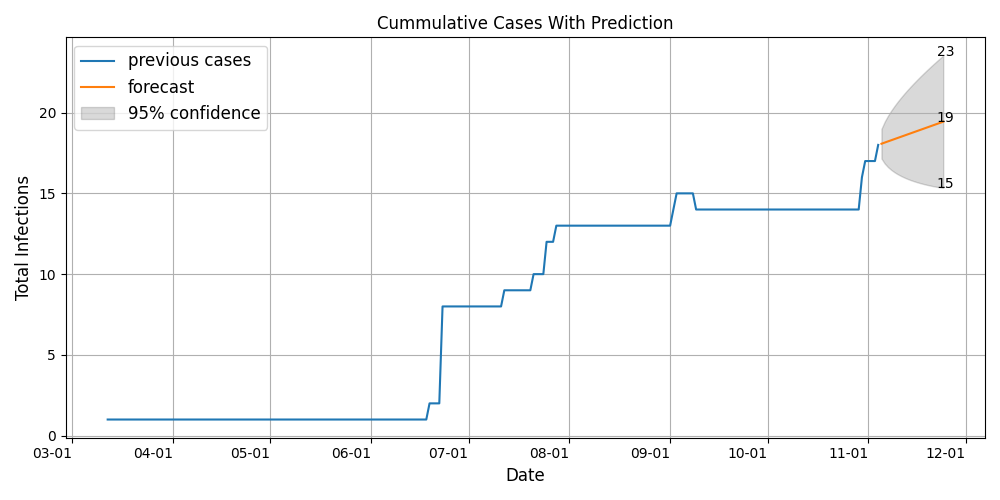 Cummulative Cases With Prediction
previous cases
forecast
95% confidence
23
19
15
Total Infections
20
15
10
5
0
03-01 04-01 05-01 06-01 07-01 08-01 09-01 10-01 11-01 12-01
Date